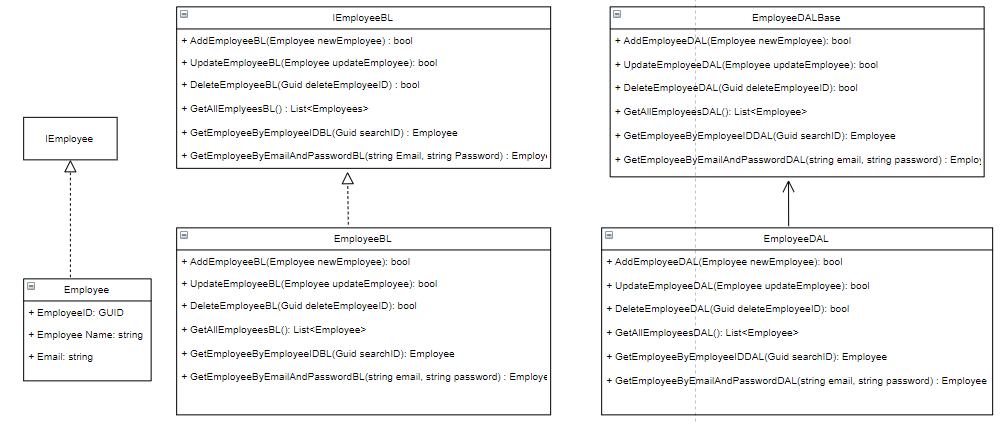 IEmployee
Employee
+ EmployeeID: GUID
+ Employee Name: string
+ Email: string
IEmployeeBL
+ AddEmployeeBL(Employee newEmployee) : bool
+ UpdateEmployeeBL(Employee updateEmployee): bool
+ DeleteEmployeeBL(Guid deleteEmployeeID) : bool
+ GetAllEmplyeesBL() : List<Employees>
+ GetEmployeeByEmployeeIDBL(Guid searchID) : Employee
+ GetEmployeeByEmailAndPasswordBL(string Email, string Password) : Employe
EmployeeBL
+ AddEmployeeBL(Employee newEmployee): bool
+ UpdateEmployeeBL(Employee updateEmployee): bool
+ DeleteEmployeeBL(Guid deleteEmployeeID): bool
+ GetAllEmployeesBL(): List<Employee>
+ GetEmployeeByEmployeeIDBL(Guid searchID): Employee
+ GetEmployeeByEmailAndPasswordBL(string email, string password) : Employe
EmployeeDALBase
+ AddEmployeeDAL(Employee newEmployee): bool
+ UpdateEmployeeDAL(Employee updateEmployee): bool
+ DeleteEmployeeDAL(Guid deleteEmployeeID): bool
+ GetAllEmployeesDAL(): List<Employee>
+ GetEmployeeByEmployeeIDDAL(Guid searchID): Employee
+ GetEmployeeByEmailAndPasswordDAL(string email, string password) : Employ
EmployeeDAL
+ AddEmployeeDAL(Employee newEmployee): bool
+ UpdateEmployeeDAL(Employee updateEmployee): bool
+ DeleteEmployeeDAL(Guid deleteEmployeeID): bool
+ GetAllEmployeesDAL(): List<Employee>
+ GetEmployeeByEmployeeIDDAL(Guid searchID): Employee
+ GetEmployeeByEmailAndPasswordDAL(string email, string password) : Employee